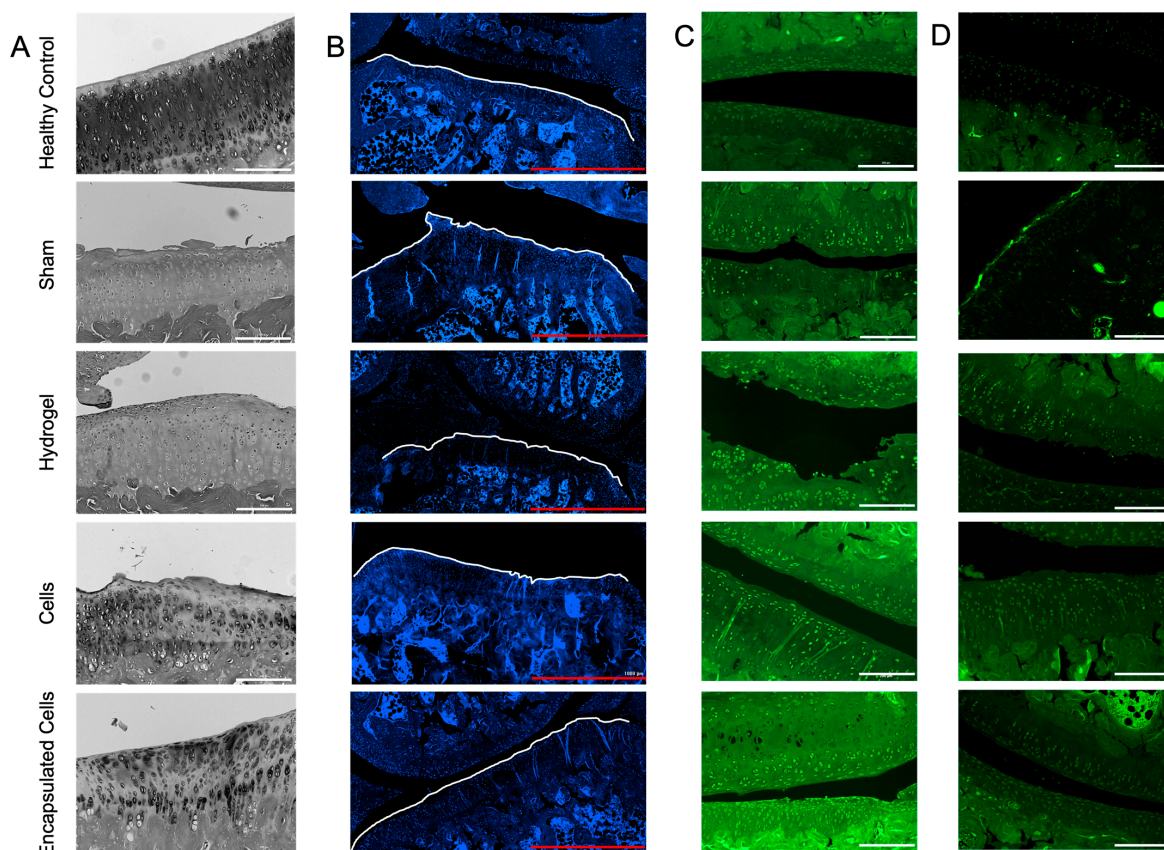 A
B
C
D
Healthy Control
Sham
Hydrogel
Cells
1000 µm
Encapsulated Cells